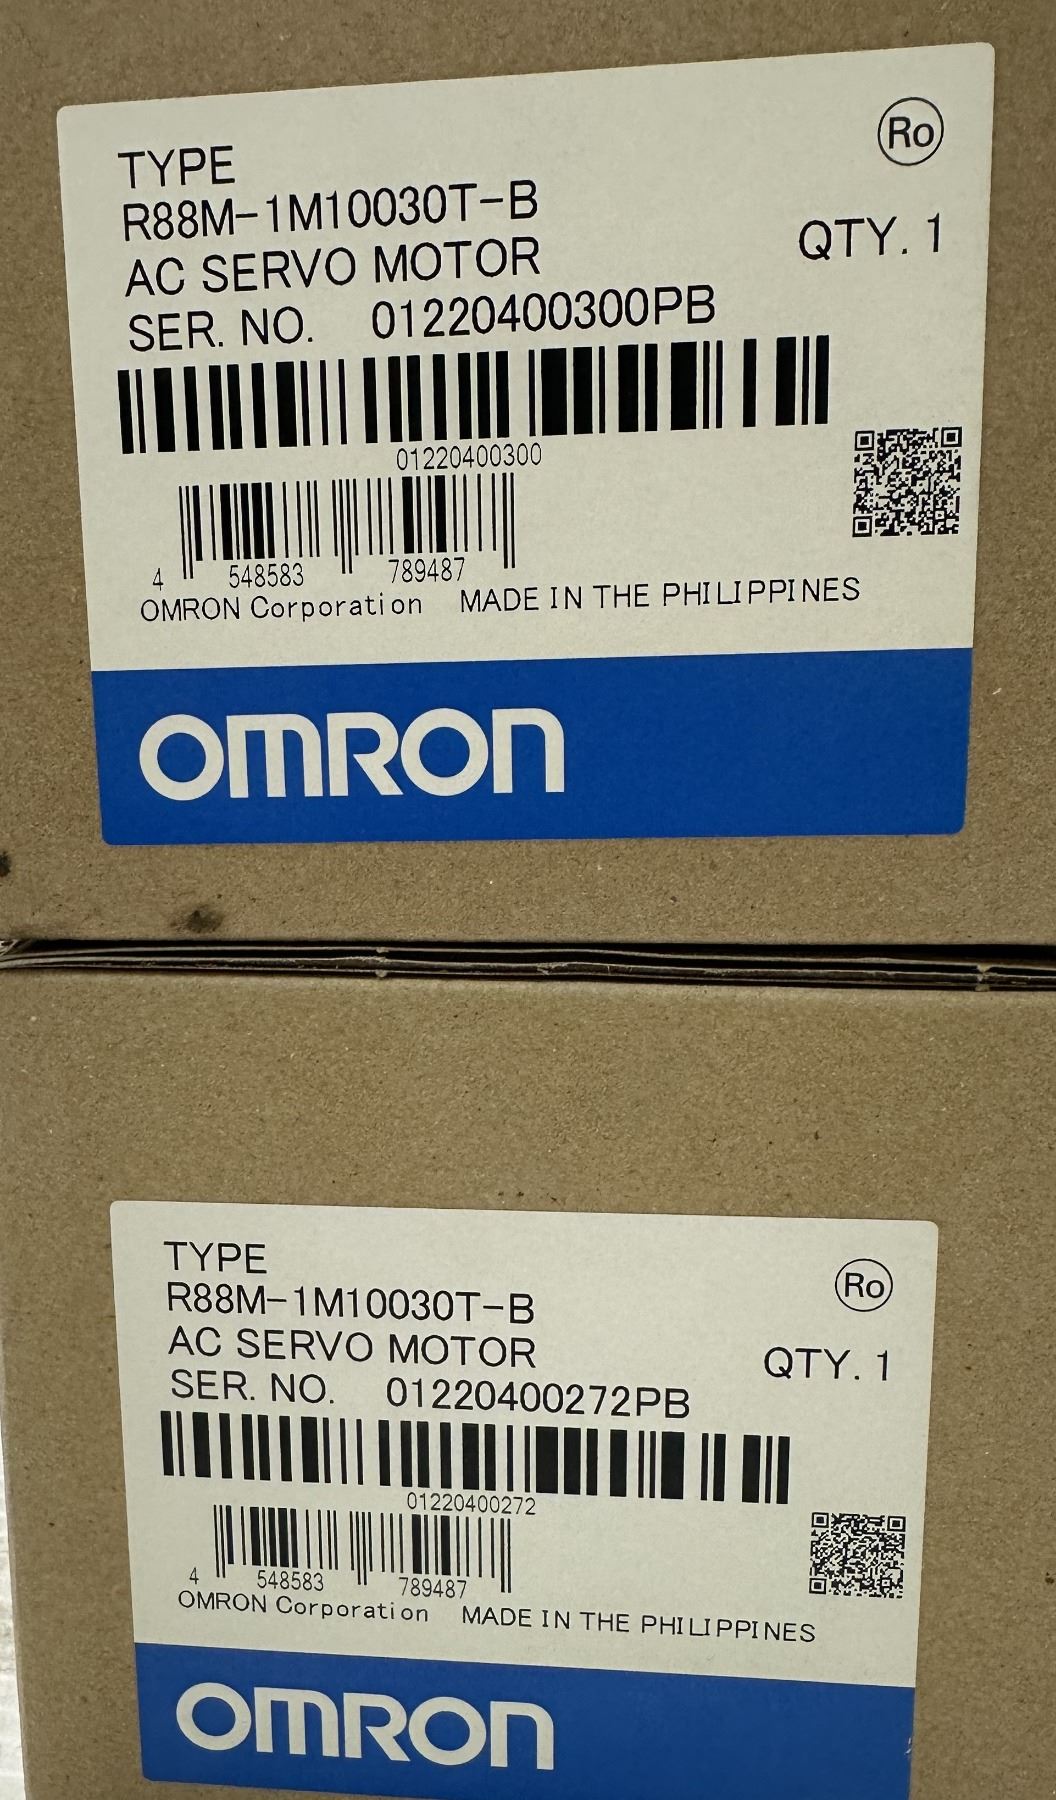 Ro
TYPE
R88M-1M10030T-B
AC SERVO MOTOR QTY. 1
SER. NO. 01220400300PB
01220400300
4 548583 789487
OMRON Corporation MADE IN THE PHILIPPINES
OMRON
TYPE
Ro
R88M-1M10030T-B
AC SERVO MOTOR QTY. 1
SER. NO. 01220400272PB
01220400272
4 548583 789487
OMRON Corporation MADE IN THE PHILIPPINES
OMRON